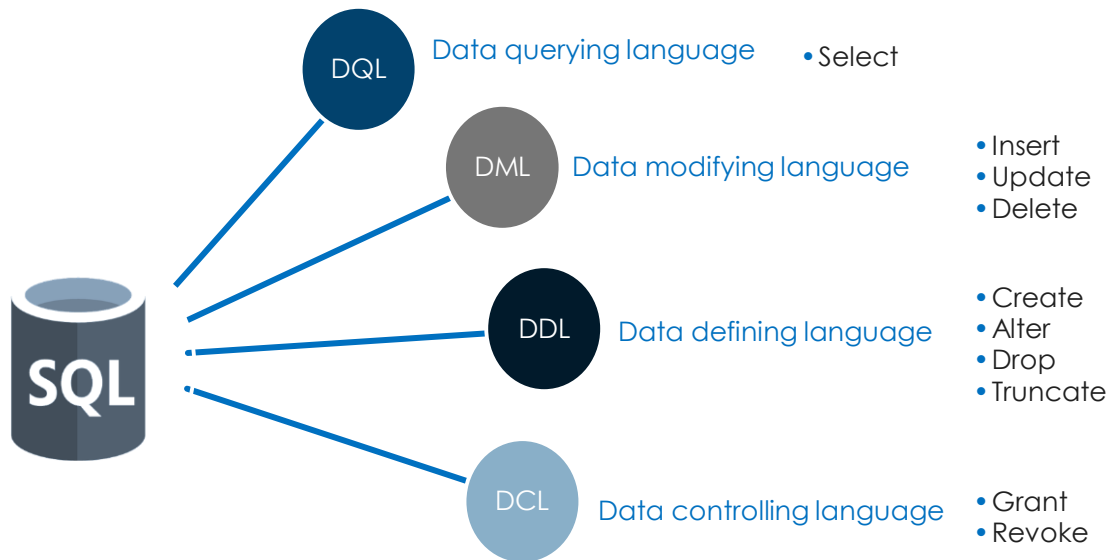 DQL
Data querying language
• Select
DML
Data modifying language
• Insert
• Update
• Delete
SQL
DDL
Data defining language
• Create
• Alter
• Drop
• Truncate
DCL
Data controlling language
• Grant
• Revoke